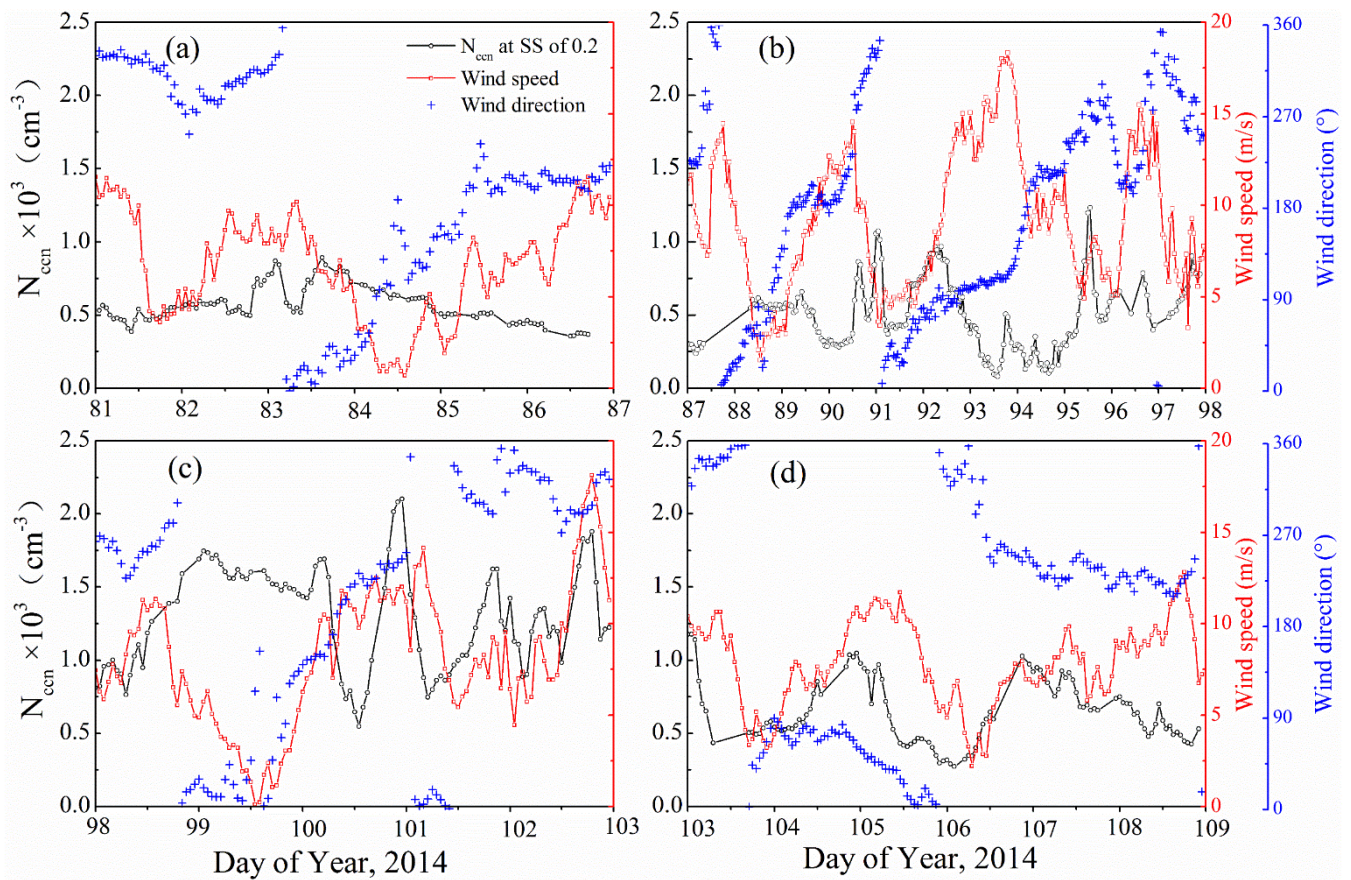 (a)
N_ccn at SS of 0.2
Wind speed
Wind direction
N_ccn ×10³ (cm⁻³)
2.5
2.0
1.5
1.0
0.5
0.0
81 82 83 84 85 86 87
(b)
87 88 89 90 91 92 93 94 95 96 97 98
20
15
10
5
0
Wind speed (m/s)
360
270
180
90
0
Wind direction (°)
(c)
N_ccn ×10³ (cm⁻³)
2.5
2.0
1.5
1.0
0.5
0.0
98 99 100 101 102 103
Day of Year, 2014
(d)
103 104 105 106 107 108 109
Day of Year, 2014
2.5
2.0
1.5
1.0
0.5
0.0
20
15
10
5
0
Wind speed (m/s)
360
270
180
90
0
Wind direction (°)
2.5
2.0
1.5
1.0
0.5
0.0